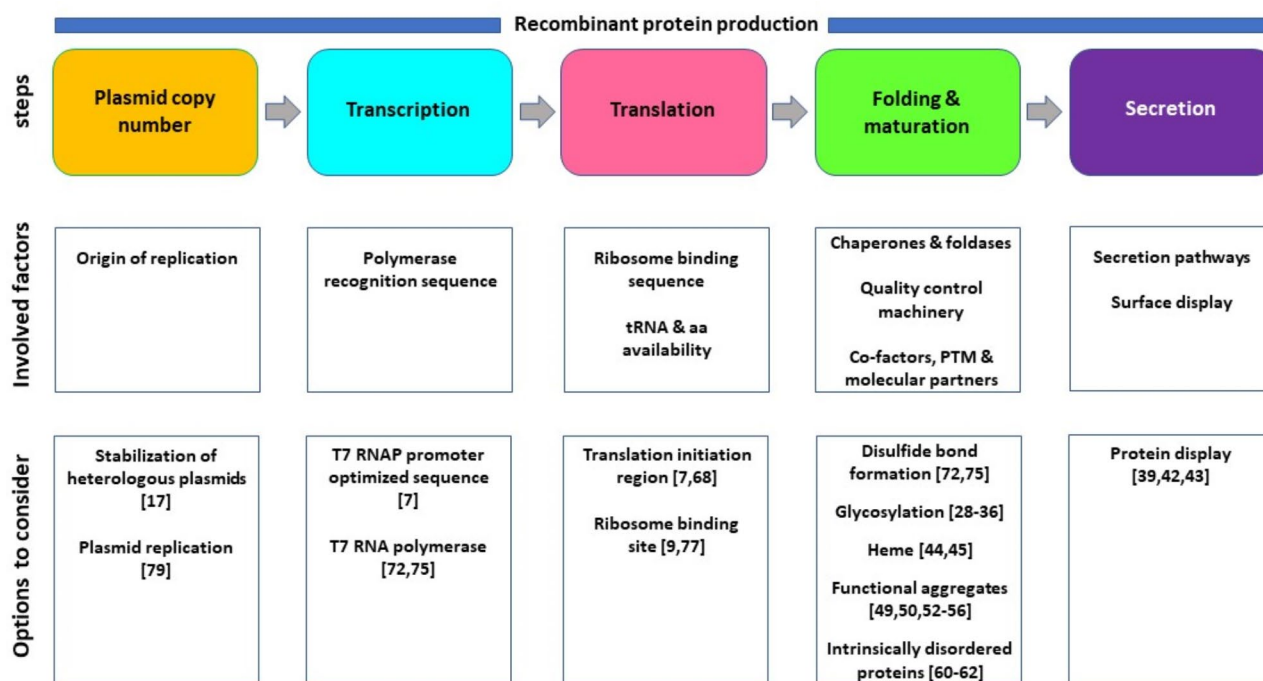 Recombinant protein production
steps
Plasmid copy
number
Transcription
Translation
Folding &
maturation
Secretion
Involved factors
Origin of replication
Polymerase
recognition sequence
Ribosome binding
sequence
tRNA & aa
availability
Chaperones & foldases
Quality control
machinery
Co-factors, PTM &
molecular partners
Secretion pathways
Surface display
Options to consider
Stabilization of
heterologous plasmids
[17]
Plasmid replication
[79]
T7 RNAP promoter
optimized sequence
[7]
T7 RNA polymerase
[72,75]
Translation initiation
region [7,68]
Ribosome binding
site [9,77]
Disulfide bond
formation [72,75]
Glycosylation [28-36]
Heme [44,45]
Functional aggregates
[49,50,52-56]
Intrinsically disordered
proteins [60-62]
Protein display
[39,42,43]